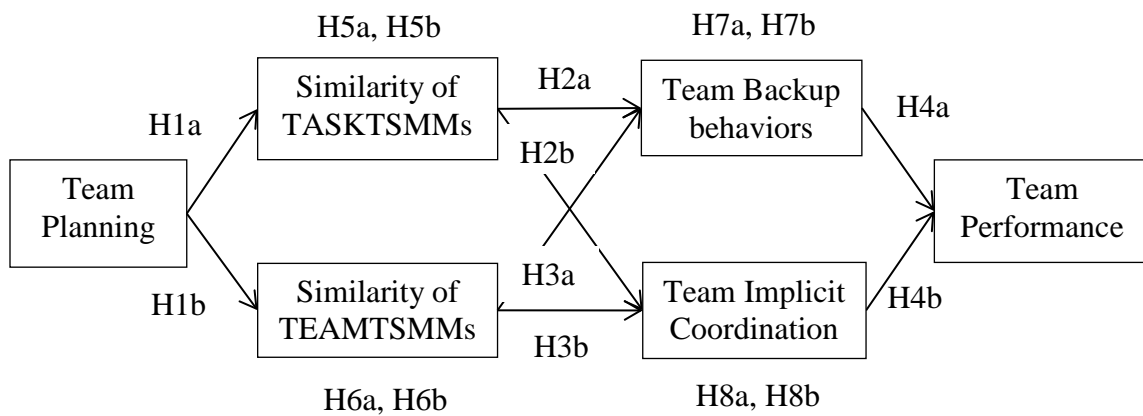 H5a, H5b
H7a, H7b
Similarity of
TASKTSMMs
H2a
Team Backup
behaviors
H1a
H4a
H2b
Team
Planning
Team
Performance
H3a
H1b
Similarity of
TEAMTSMMs
Team Implicit
Coordination
H4b
H3b
H6a, H6b
H8a, H8b